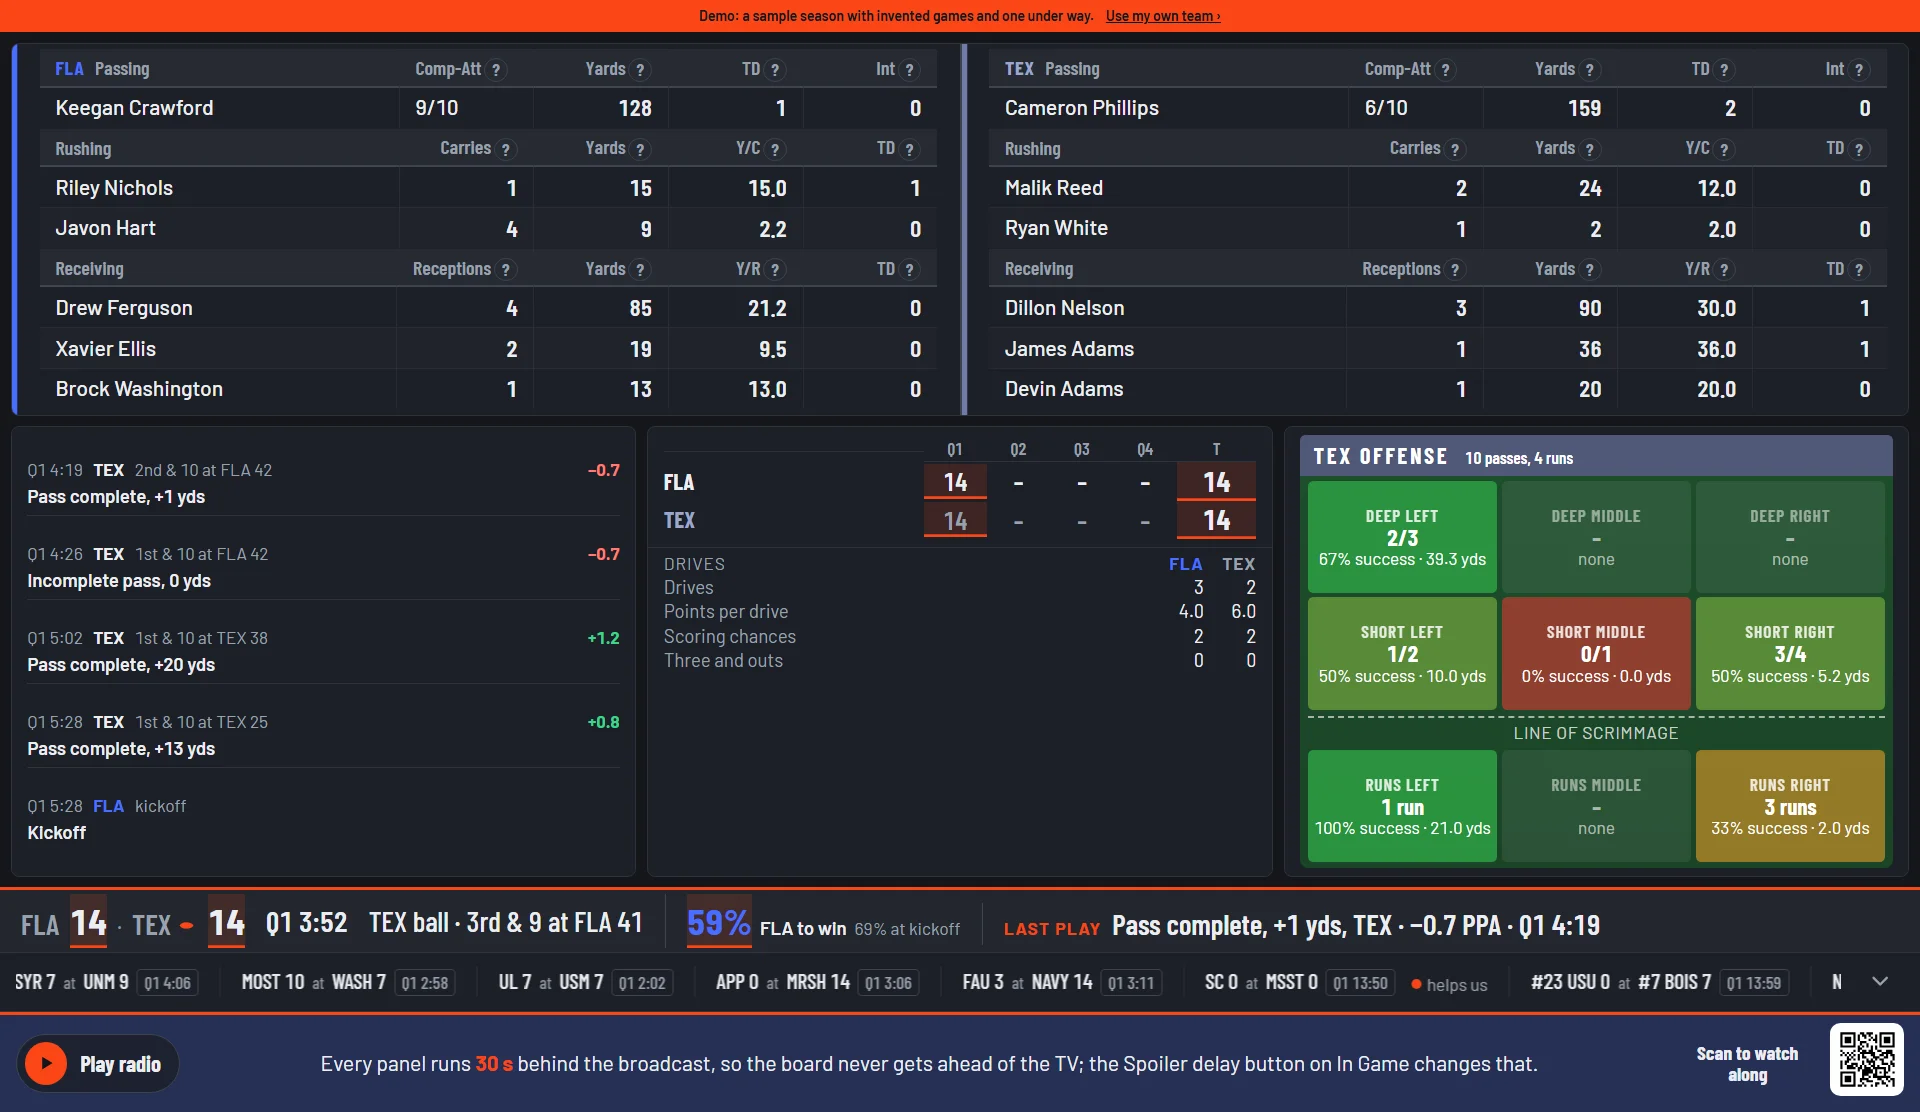 Demo: a sample season with invented games and one under way. Use my own team ›
FLA Passing Comp-Att ? Yards ? TD ? Int ?
Keegan Crawford 9/10 128 1 0
Rushing Carries ? Yards ? Y/C ? TD ?
Riley Nichols 1 15 15.0 1
Javon Hart 4 9 2.2 0
Receiving Receptions ? Yards ? Y/R ? TD ?
Drew Ferguson 4 85 21.2 0
Xavier Ellis 2 19 9.5 0
Brock Washington 1 13 13.0 0
TEX Passing Comp-Att ? Yards ? TD ? Int ?
Cameron Phillips 6/10 159 2 0
Rushing Carries ? Yards ? Y/C ? TD ?
Malik Reed 2 24 12.0 0
Ryan White 1 2 2.0 0
Receiving Receptions ? Yards ? Y/R ? TD ?
Dillon Nelson 3 90 30.0 1
James Adams 1 36 36.0 1
Devin Adams 1 20 20.0 0
Q1 4:19 TEX 2nd & 10 at FLA 42 −0.7
Pass complete, +1 yds
Q1 4:26 TEX 1st & 10 at FLA 42 −0.7
Incomplete pass, 0 yds
Q1 5:02 TEX 1st & 10 at TEX 38 +1.2
Pass complete, +20 yds
Q1 5:28 TEX 1st & 10 at TEX 25 +0.8
Pass complete, +13 yds
Q1 5:28 FLA kickoff
Kickoff
Q1 Q2 Q3 Q4 T
FLA 14 – – – 14
TEX 14 – – – 14
DRIVES FLA TEX
Drives 3 2
Points per drive 4.0 6.0
Scoring chances 2 2
Three and outs 0 0
TEX OFFENSE 10 passes, 4 runs
DEEP LEFT
2/3
67% success · 39.3 yds
DEEP MIDDLE
–
none
DEEP RIGHT
–
none
SHORT LEFT
1/2
50% success · 10.0 yds
SHORT MIDDLE
0/1
0% success · 0.0 yds
SHORT RIGHT
3/4
50% success · 5.2 yds
LINE OF SCRIMMAGE
RUNS LEFT
1 run
100% success · 21.0 yds
RUNS MIDDLE
–
none
RUNS RIGHT
3 runs
33% success · 2.0 yds
FLA 14 · TEX 14 Q1 3:52 TEX ball · 3rd & 9 at FLA 41 59% FLA to win 69% at kickoff LAST PLAY Pass complete, +1 yds, TEX · −0.7 PPA · Q1 4:19
SYR 7 at UNM 9 Q1 4:06 MOST 10 at WASH 7 Q1 2:58 UL 7 at USM 7 Q1 2:02 APP 0 at MRSH 14 Q1 3:06 FAU 3 at NAVY 14 Q1 3:11 SC 0 at MSST 0 Q1 13:50 helps us #23 USU 0 at #7 BOIS 7 Q1 13:59
Play radio
Every panel runs 30 s behind the broadcast, so the board never gets ahead of the TV; the Spoiler delay button on In Game changes that.
Scan to watch
along